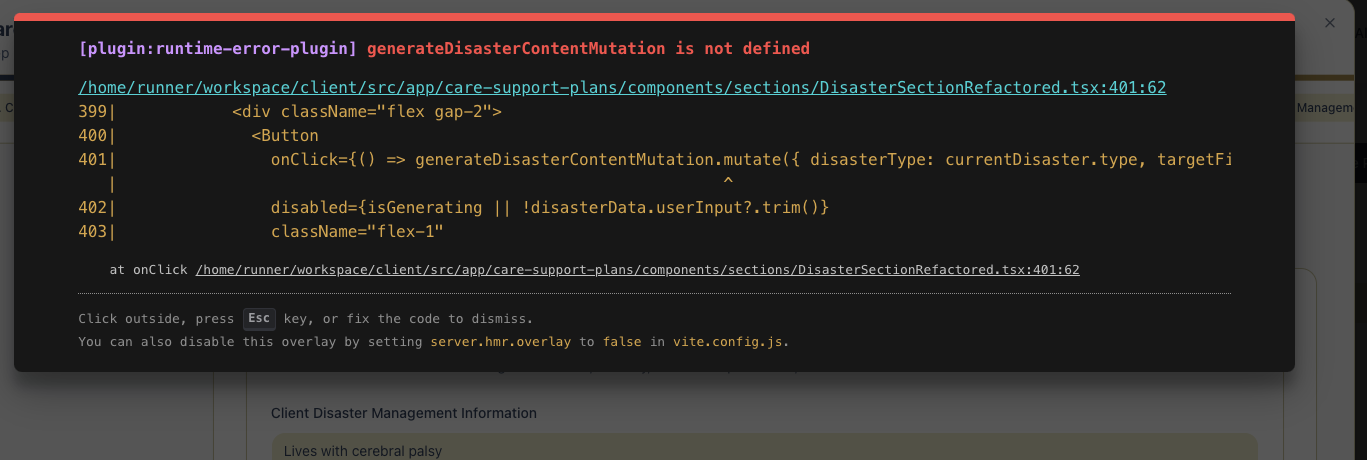 [plugin:runtime-error-plugin] generateDisasterContentMutation is not defined
/home/runner/workspace/client/src/app/care-support-plans/components/sections/DisasterSectionRefactored.tsx:401:62
399|            <div className="flex gap-2">
400|              <Button
401|                onClick={() => generateDisasterContentMutation.mutate({ disasterType: currentDisaster.type, targetFi
   |                                                               ^
402|                disabled={isGenerating || !disasterData.userInput?.trim()}
403|                className="flex-1"
at onClick /home/runner/workspace/client/src/app/care-support-plans/components/sections/DisasterSectionRefactored.tsx:401:62
Click outside, press Esc key, or fix the code to dismiss.
You can also disable this overlay by setting server.hmr.overlay to false in vite.config.js.
Managem
Client Disaster Management Information
Lives with cerebral palsy